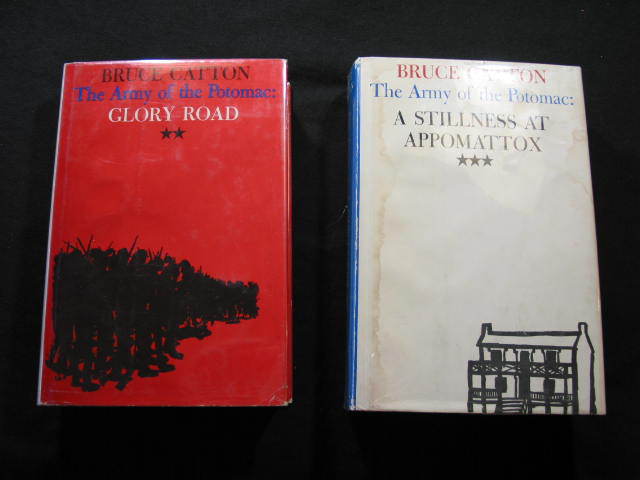 BRUCE CATTON
The Army of the Potomac:
GLORY ROAD
★★
BRUCE CATTON
The Army of the Potomac:
A STILLNESS AT
APPOMATTOX
★★★